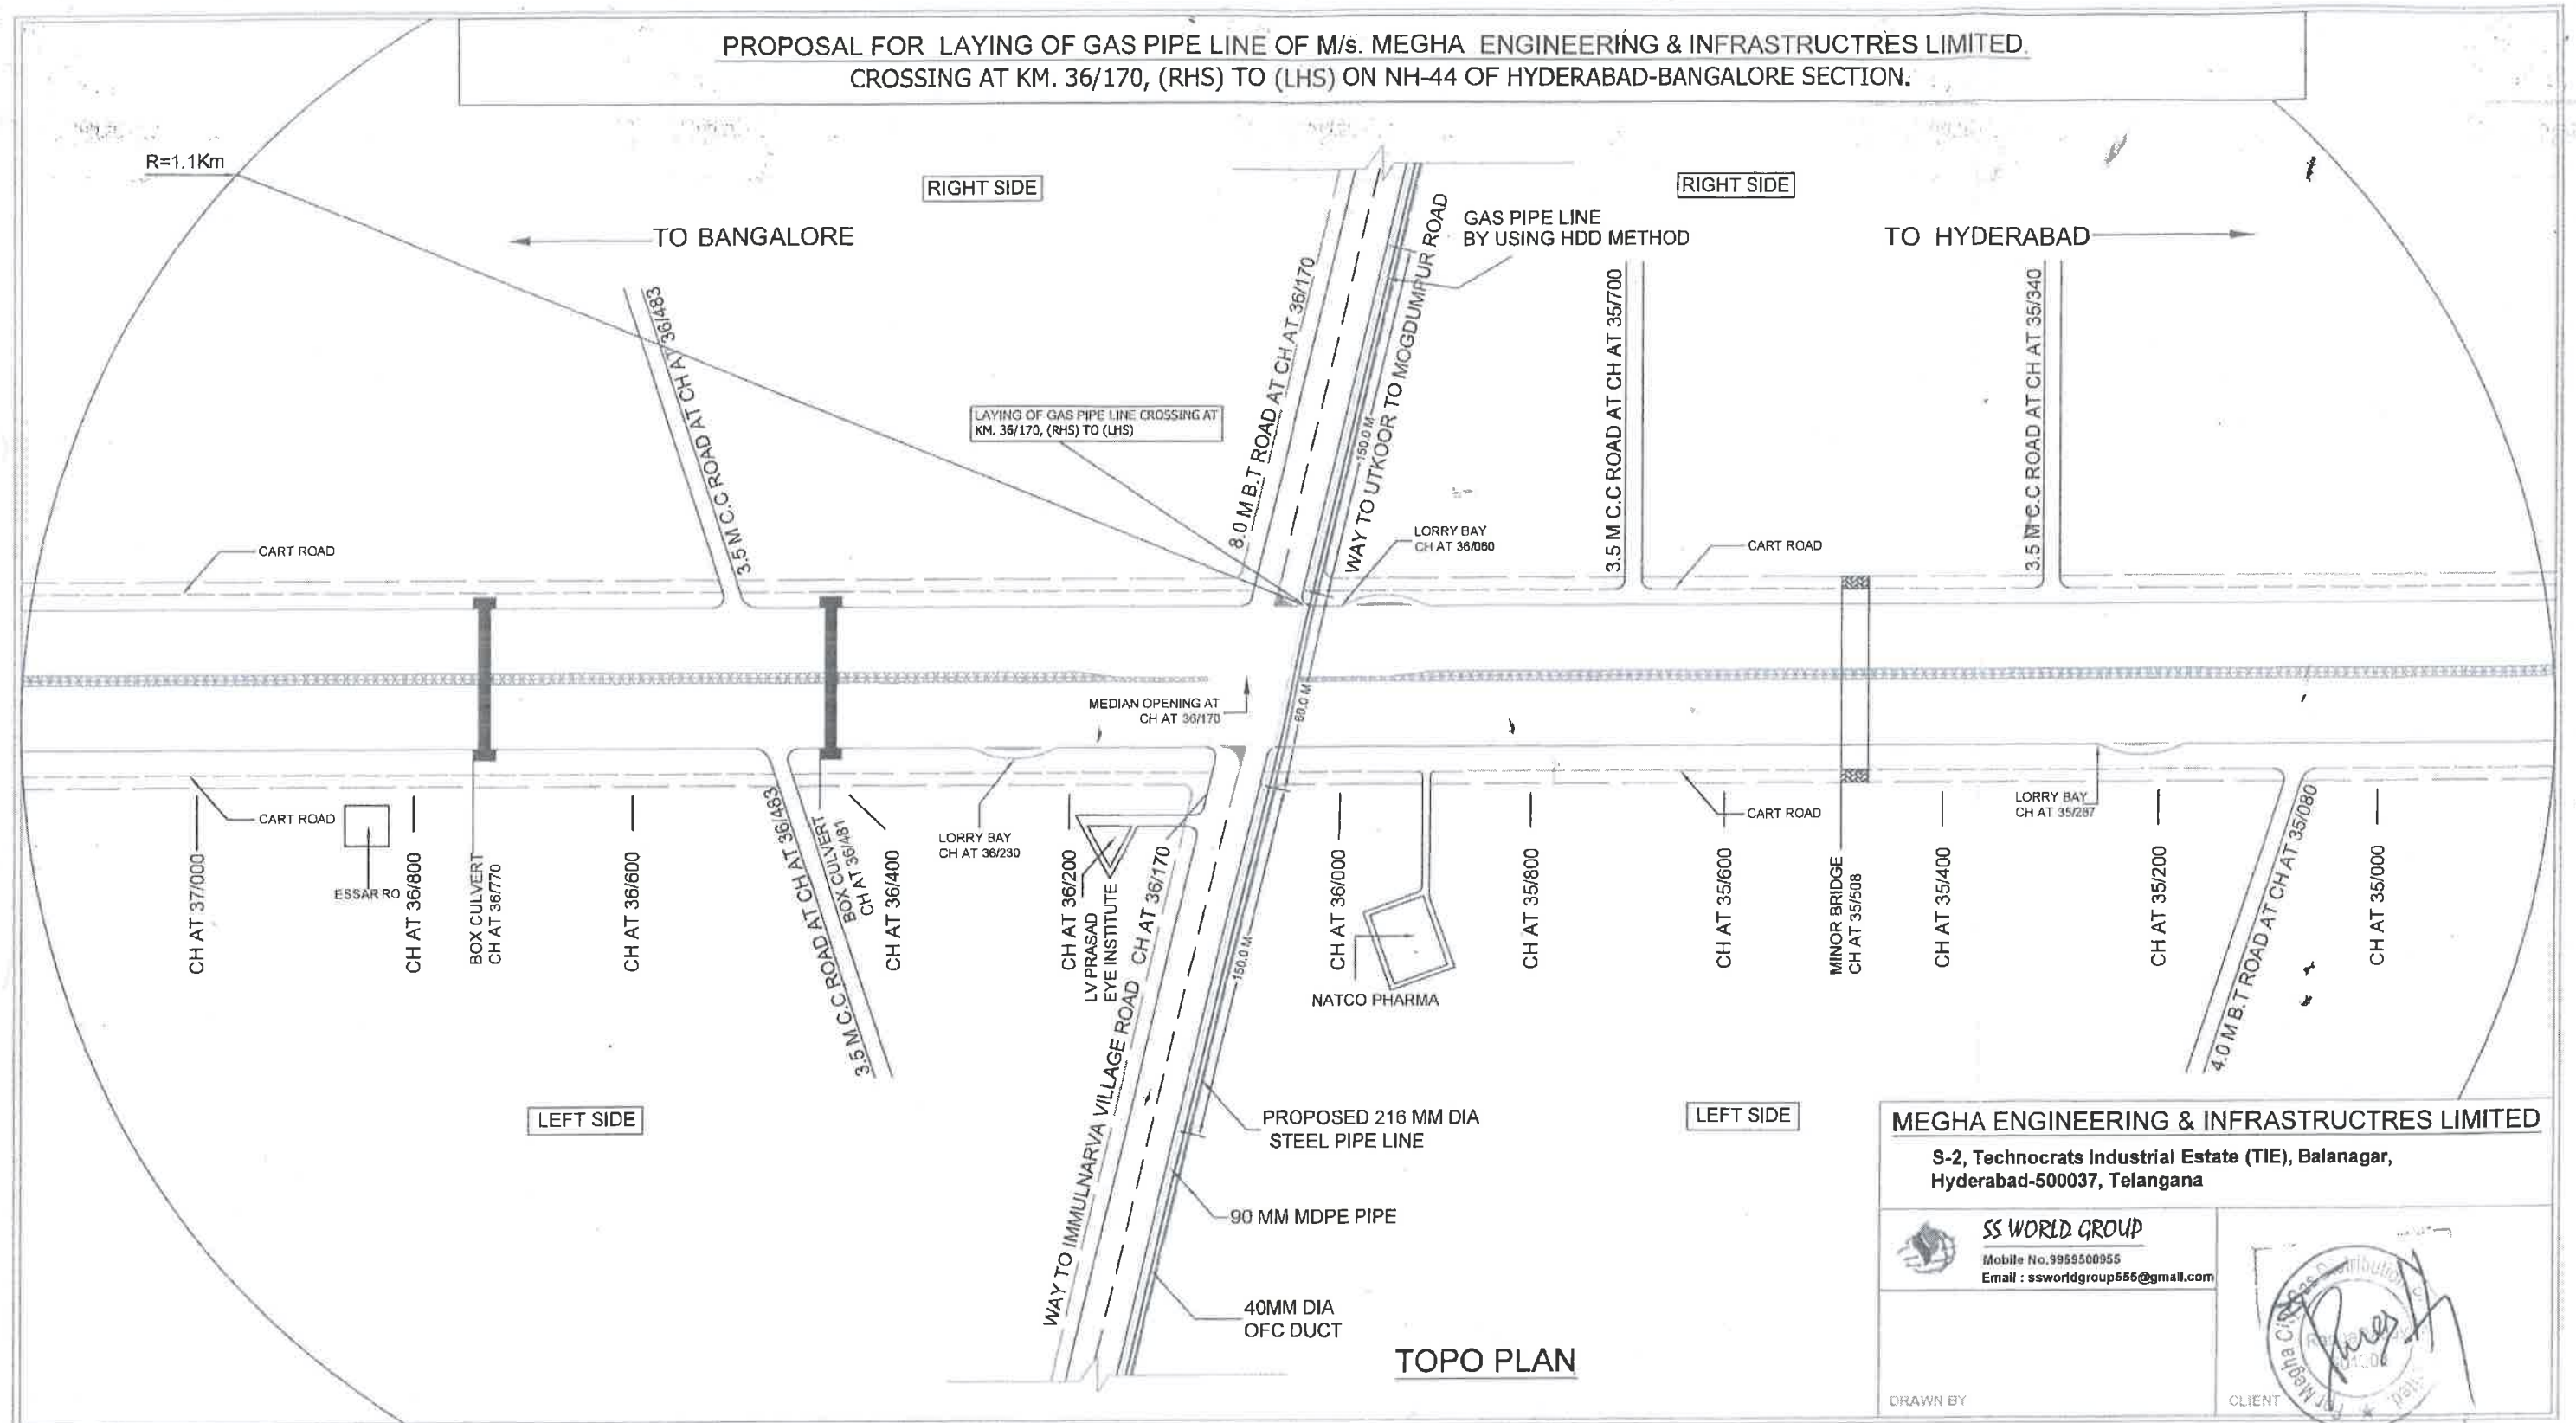 PROPOSAL FOR LAYING OF GAS PIPE LINE OF M/s. MEGHA ENGINEERING & INFRASTRUCTRES LIMITED.
CROSSING AT KM. 36/170, (RHS) TO (LHS) ON NH-44 OF HYDERABAD-BANGALORE SECTION.
R=1.1Km
RIGHT SIDE
RIGHT SIDE
TO BANGALORE
GAS PIPE LINE
BY USING HDD METHOD
TO HYDERABAD
3.5 M C.C ROAD AT CH AT 36/483
LAYING OF GAS PIPE LINE CROSSING AT
KM. 36/170, (RHS) TO (LHS)
8.0 M B.T ROAD AT CH AT 36/170
150.0 M
WAY TO UTKOOR TO MOGDUMPUR ROAD
3.5 M C.C ROAD AT CH AT 35/700
3.5 M C.C ROAD AT CH AT 35/340
CART ROAD
LORRY BAY
CH AT 36/060
CART ROAD
MEDIAN OPENING AT
CH AT 36/170
60.0 M
CART ROAD
ESSAR RO
LORRY BAY
CH AT 36/230
CART ROAD
LORRY BAY
CH AT 35/287
CH AT 37/000
CH AT 36/800
BOX CULVERT
CH AT 36/770
CH AT 36/600
3.5 M C.C ROAD AT CH AT 36/483
BOX CULVERT
CH AT 36/481
CH AT 36/400
CH AT 36/200
LV PRASAD
EYE INSTITUTE
WAY TO IMMULNARVA VILLAGE ROAD CH AT 36/170
150.0 M
CH AT 36/000
NATCO PHARMA
CH AT 35/800
CH AT 35/600
MINOR BRIDGE
CH AT 35/508
CH AT 35/400
CH AT 35/200
4.0 M B.T ROAD AT CH AT 35/080
CH AT 35/000
LEFT SIDE
PROPOSED 216 MM DIA
STEEL PIPE LINE
LEFT SIDE
90 MM MDPE PIPE
40MM DIA
OFC DUCT
TOPO PLAN
MEGHA ENGINEERING & INFRASTRUCTRES LIMITED
S-2, Technocrats Industrial Estate (TIE), Balanagar,
Hyderabad-500037, Telangana
SS WORLD GROUP
Mobile No.9959500955
Email : ssworldgroup555@gmail.com
DRAWN BY
CLIENT
For Megha City Gas Distribution